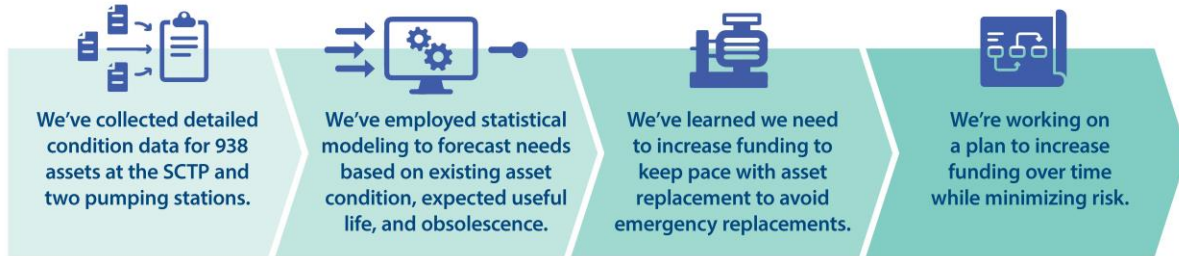 We’ve collected detailed
condition data for 938
assets at the SCTP and
two pumping stations.
We’ve employed statistical
modeling to forecast needs
based on existing asset
condition, expected useful
life, and obsolescence.
We’ve learned we need
to increase funding to
keep pace with asset
replacement to avoid
emergency replacements.
We’re working on
a plan to increase
funding over time
while minimizing risk.